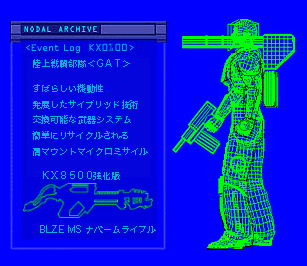 NODAL ARCHIVE
<Event Log KX0100>
陸上戦騎部隊<GAT>
すばらしい機動性
発展したサイブリッド技術
交換可能な武器システム
簡単にリサイクルされる
高マウントマイクロミサイル
KX8500強化版
BLZE MS ナパームライフル